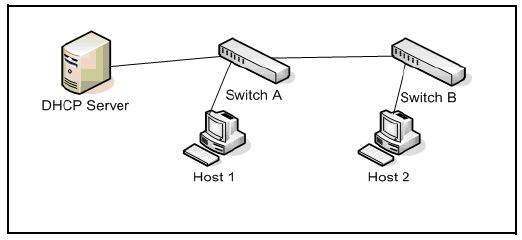 DHCP Server
Switch A
Switch B
Host 1
Host 2